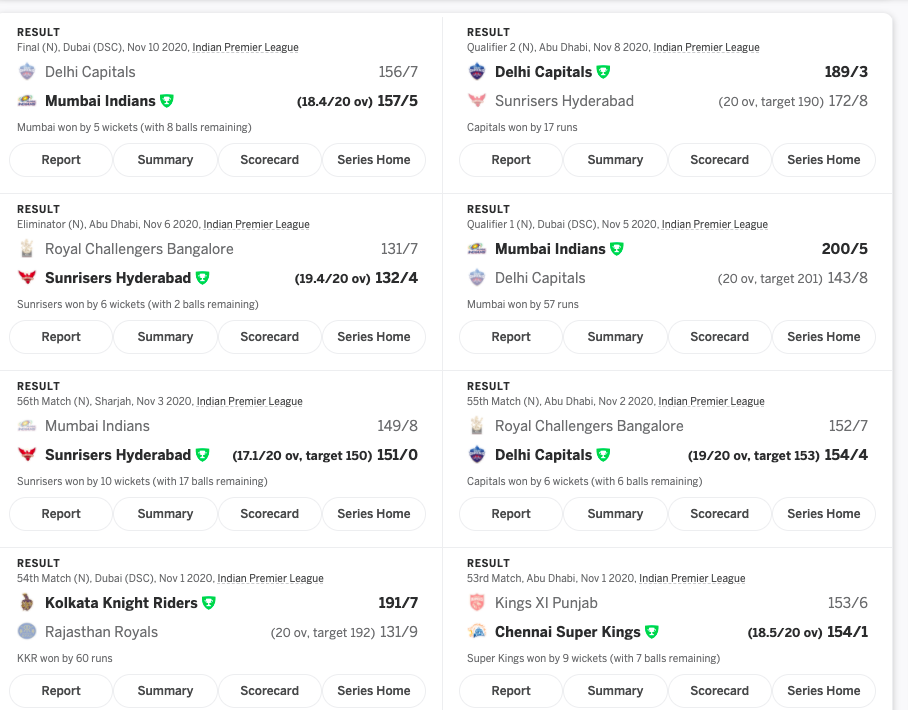 RESULT
Final (N), Dubai (DSC), Nov 10 2020, Indian Premier League
Delhi Capitals 156/7
Mumbai Indians (18.4/20 ov) 157/5
Mumbai won by 5 wickets (with 8 balls remaining)
Report Summary Scorecard Series Home
RESULT
Qualifier 2 (N), Abu Dhabi, Nov 8 2020, Indian Premier League
Delhi Capitals 189/3
Sunrisers Hyderabad (20 ov, target 190) 172/8
Capitals won by 17 runs
Report Summary Scorecard Series Home
RESULT
Eliminator (N), Abu Dhabi, Nov 6 2020, Indian Premier League
Royal Challengers Bangalore 131/7
Sunrisers Hyderabad (19.4/20 ov) 132/4
Sunrisers won by 6 wickets (with 2 balls remaining)
Report Summary Scorecard Series Home
RESULT
Qualifier 1 (N), Dubai (DSC), Nov 5 2020, Indian Premier League
Mumbai Indians 200/5
Delhi Capitals (20 ov, target 201) 143/8
Mumbai won by 57 runs
Report Summary Scorecard Series Home
RESULT
56th Match (N), Sharjah, Nov 3 2020, Indian Premier League
Mumbai Indians 149/8
Sunrisers Hyderabad (17.1/20 ov, target 150) 151/0
Sunrisers won by 10 wickets (with 17 balls remaining)
Report Summary Scorecard Series Home
RESULT
55th Match (N), Abu Dhabi, Nov 2 2020, Indian Premier League
Royal Challengers Bangalore 152/7
Delhi Capitals (19/20 ov, target 153) 154/4
Capitals won by 6 wickets (with 6 balls remaining)
Report Summary Scorecard Series Home
RESULT
54th Match (N), Dubai (DSC), Nov 1 2020, Indian Premier League
Kolkata Knight Riders 191/7
Rajasthan Royals (20 ov, target 192) 131/9
KKR won by 60 runs
Report Summary Scorecard Series Home
RESULT
53rd Match, Abu Dhabi, Nov 1 2020, Indian Premier League
Kings XI Punjab 153/6
Chennai Super Kings (18.5/20 ov) 154/1
Super Kings won by 9 wickets (with 7 balls remaining)
Report Summary Scorecard Series Home